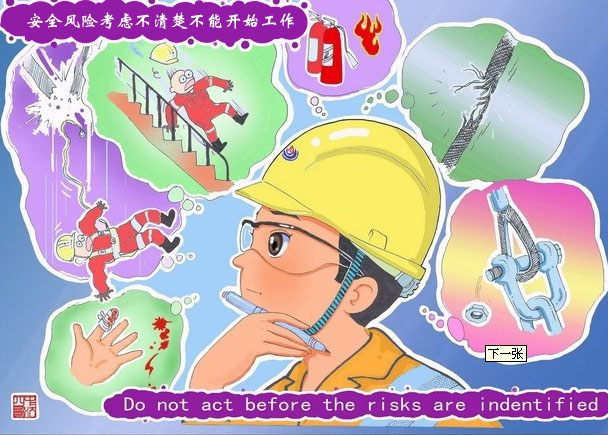 安全风险考虑不清楚不能开始工作
下一张
Do not act before the risks are indentified